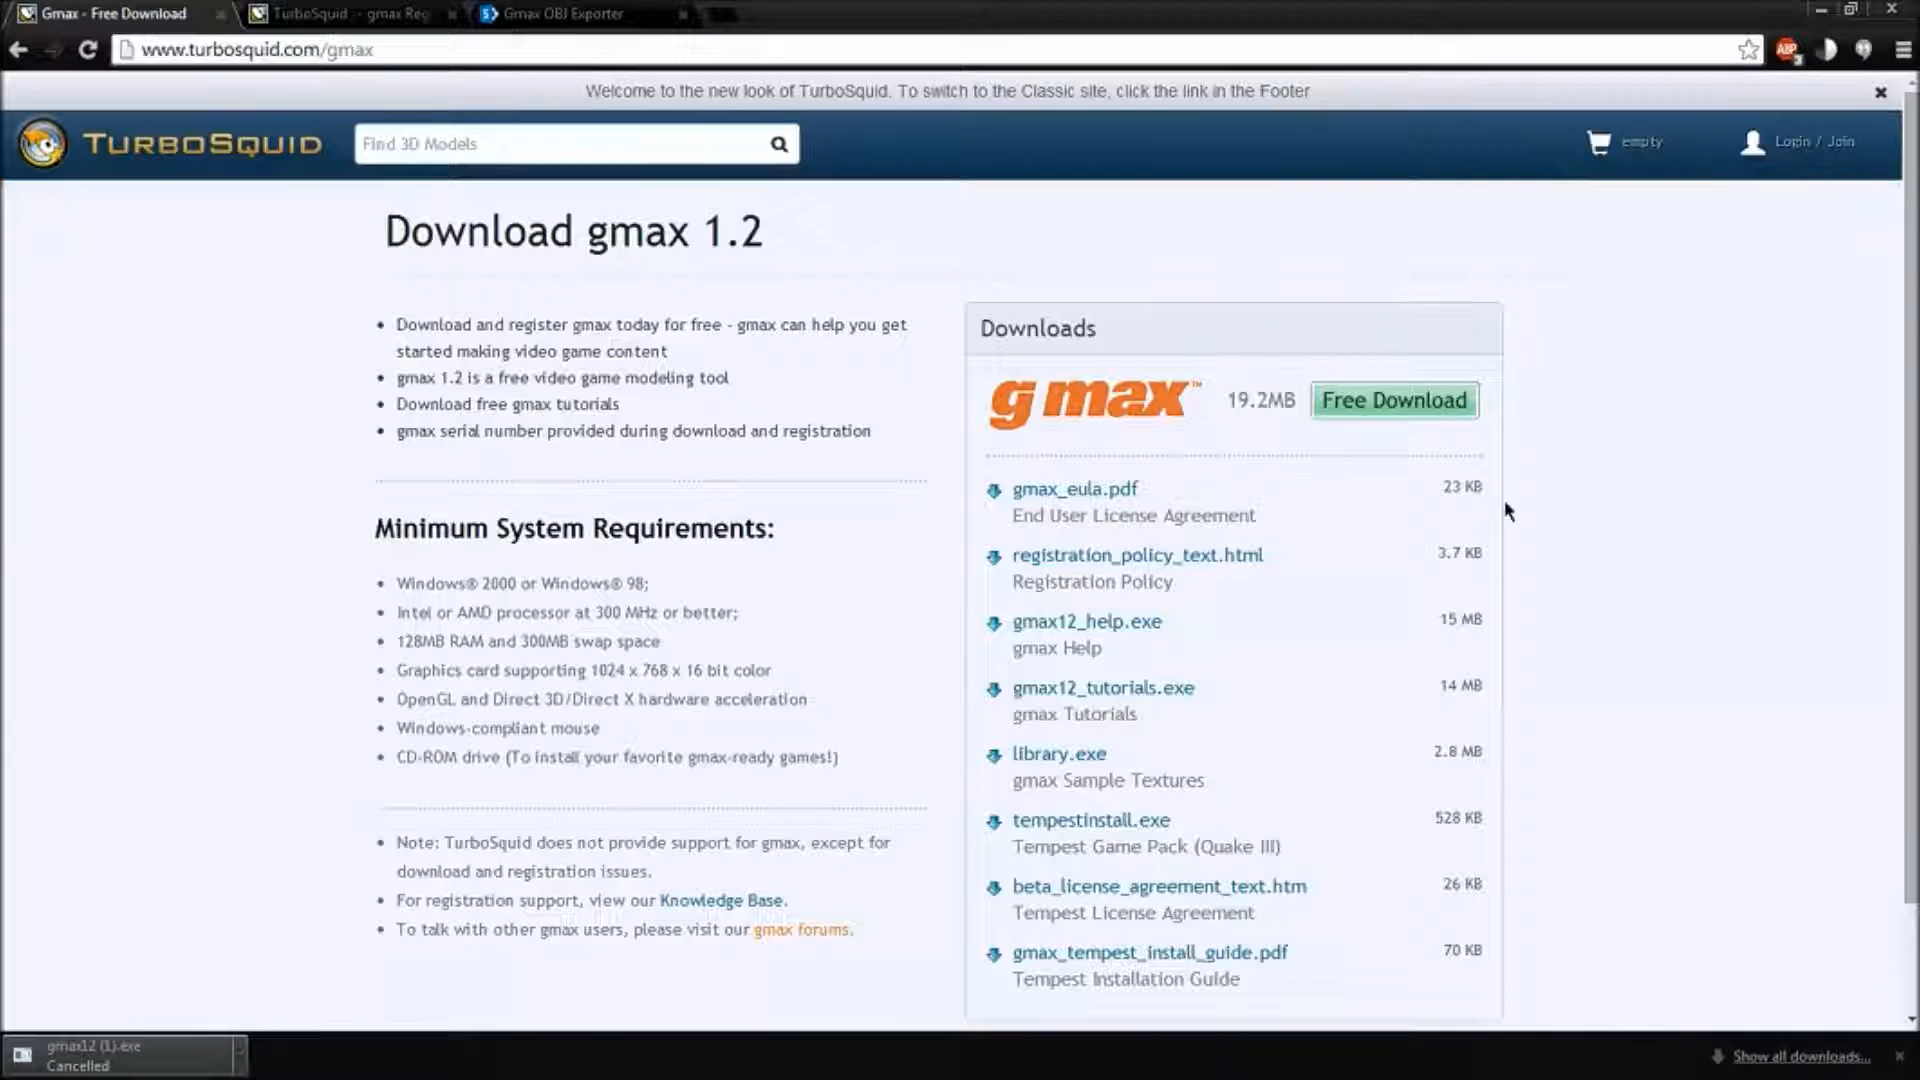 Gmax - Free Download
TurboSquid - gmax Reg
Gmax OBJ Exporter
www.turbosquid.com/gmax
ABP
3
Welcome to the new look of TurboSquid. To switch to the Classic site, click the link in the Footer
TURBOSQUID
Find 3D Models
empty
Login / Join
Download gmax 1.2
Download and register gmax today for free - gmax can help you get
started making video game content
gmax 1.2 is a free video game modeling tool
Download free gmax tutorials
gmax serial number provided during download and registration
Minimum System Requirements:
Windows® 2000 or Windows® 98;
Intel or AMD processor at 300 MHz or better;
128MB RAM and 300MB swap space
Graphics card supporting 1024 x 768 x 16 bit color
OpenGL and Direct 3D/Direct X hardware acceleration
Windows-compliant mouse
CD-ROM drive (To install your favorite gmax-ready games!)
Note: TurboSquid does not provide support for gmax, except for
download and registration issues.
For registration support, view our Knowledge Base.
To talk with other gmax users, please visit our gmax forums.
Downloads
gmax™ 19.2MB Free Download
gmax_eula.pdf 23 KB
End User License Agreement
registration_policy_text.html 3.7 KB
Registration Policy
gmax12_help.exe 15 MB
gmax Help
gmax12_tutorials.exe 14 MB
gmax Tutorials
library.exe 2.8 MB
gmax Sample Textures
tempestinstall.exe 528 KB
Tempest Game Pack (Quake III)
beta_license_agreement_text.htm 26 KB
Tempest License Agreement
gmax_tempest_install_guide.pdf 70 KB
Tempest Installation Guide
gmax12 (1).exe
Cancelled
Show all downloads...